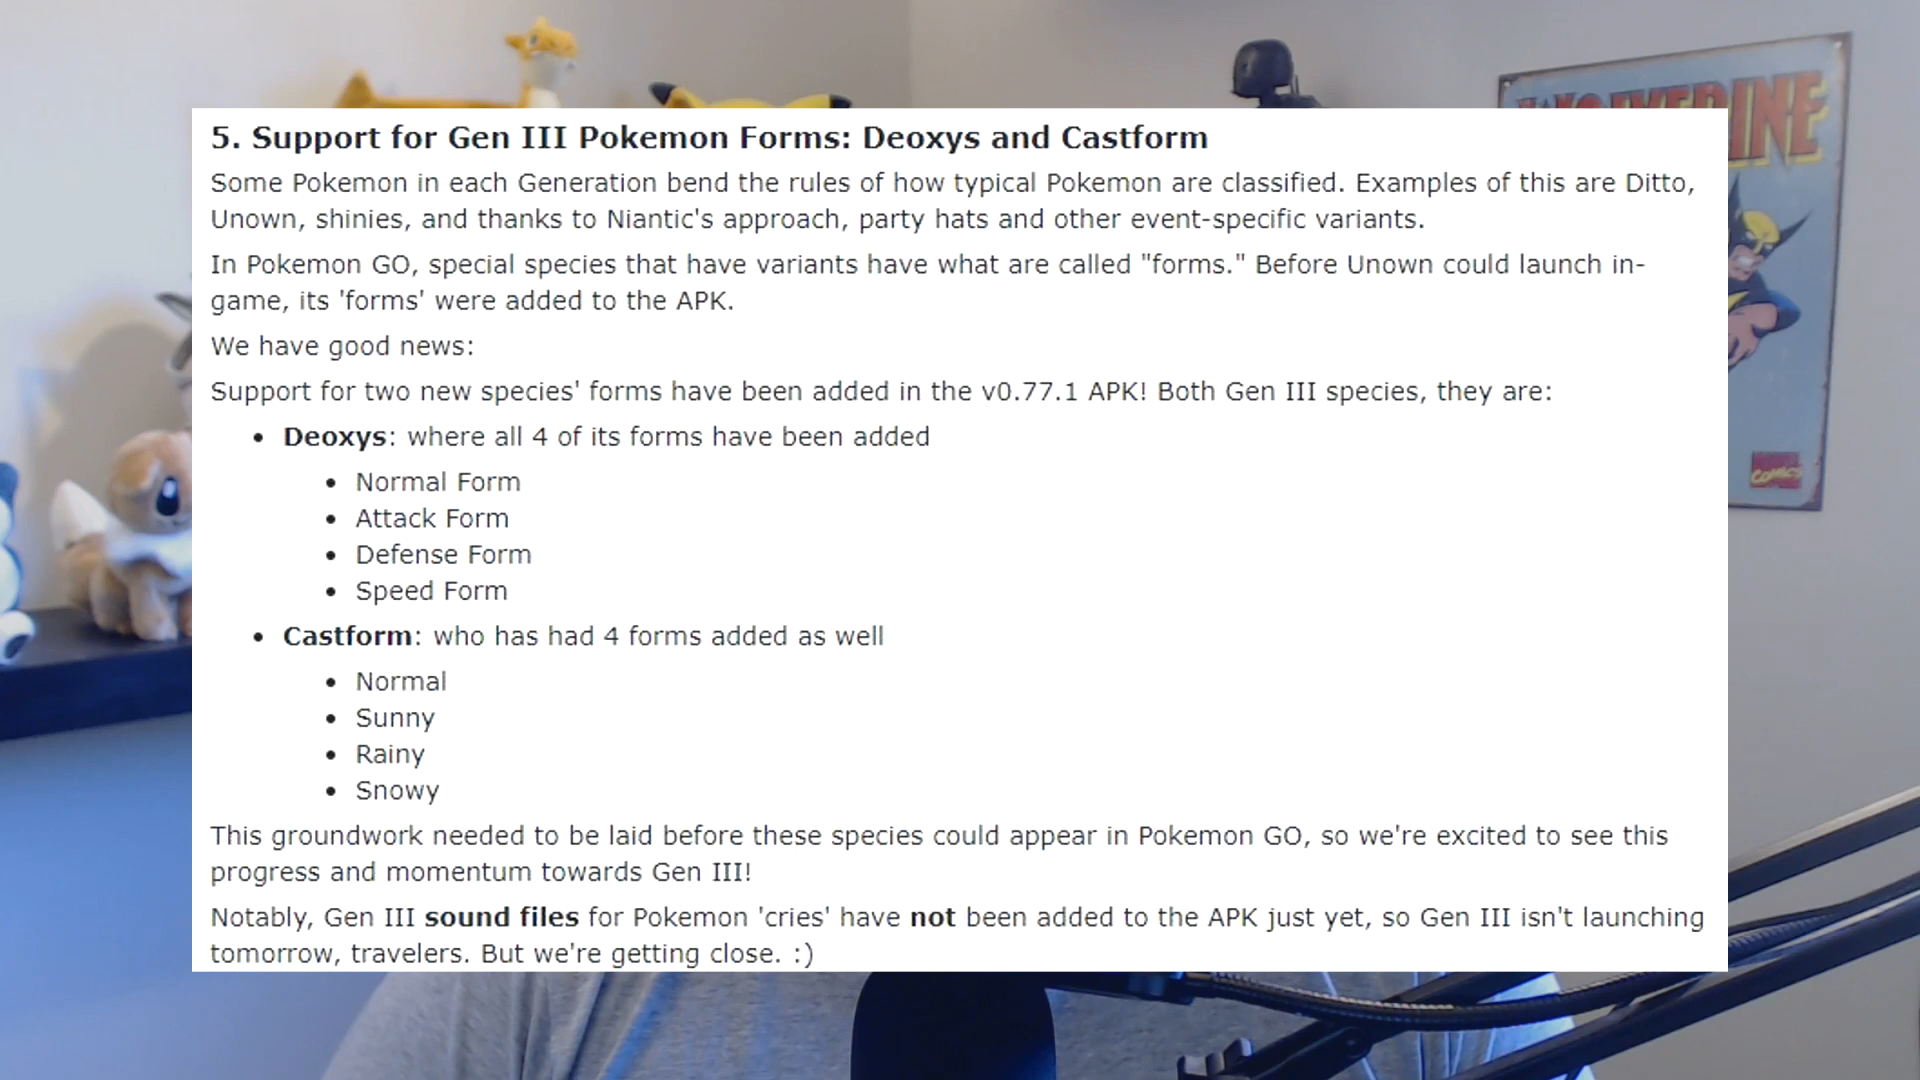 5. Support for Gen III Pokemon Forms: Deoxys and Castform
Some Pokemon in each Generation bend the rules of how typical Pokemon are classified. Examples of this are Ditto,
Unown, shinies, and thanks to Niantic's approach, party hats and other event-specific variants.
In Pokemon GO, special species that have variants have what are called "forms." Before Unown could launch in-
game, its 'forms' were added to the APK.
We have good news:
Support for two new species' forms have been added in the v0.77.1 APK! Both Gen III species, they are:
• Deoxys: where all 4 of its forms have been added
• Normal Form
• Attack Form
• Defense Form
• Speed Form
• Castform: who has had 4 forms added as well
• Normal
• Sunny
• Rainy
• Snowy
This groundwork needed to be laid before these species could appear in Pokemon GO, so we're excited to see this
progress and momentum towards Gen III!
Notably, Gen III sound files for Pokemon 'cries' have not been added to the APK just yet, so Gen III isn't launching
tomorrow, travelers. But we're getting close. :)
COMICS